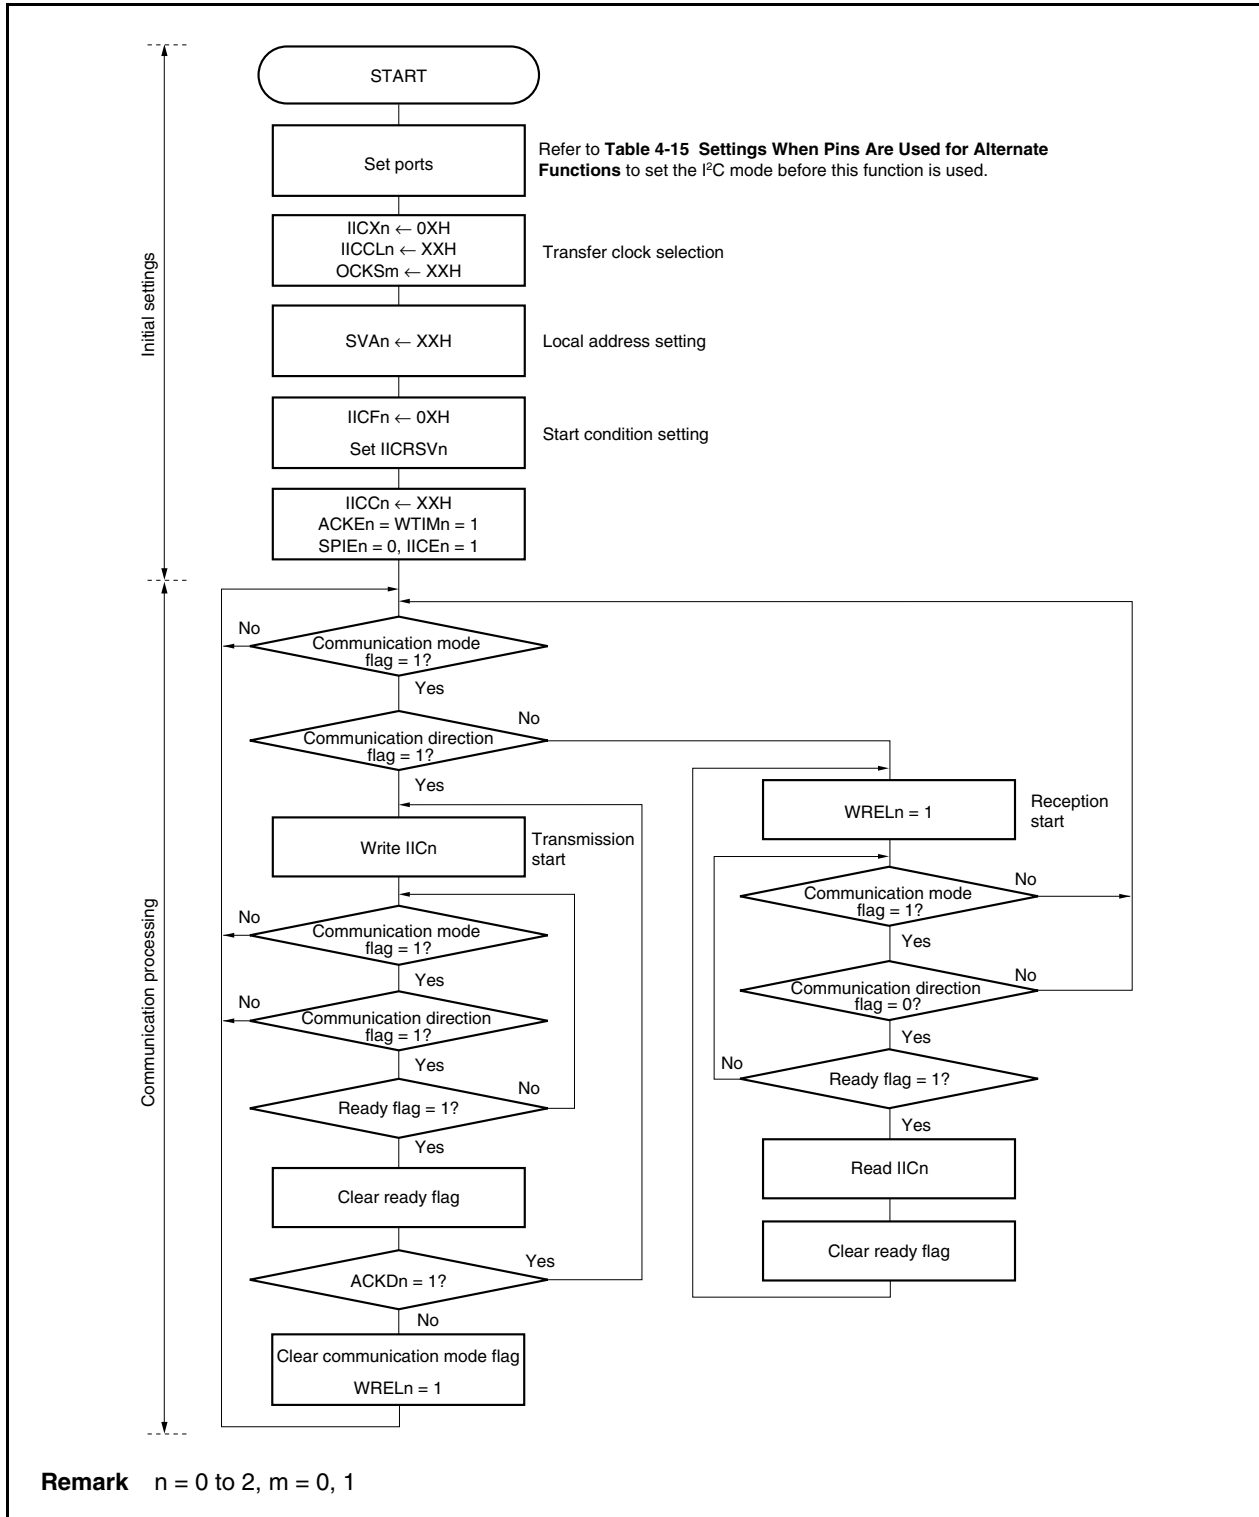 START
Set ports
Refer to Table 4-15 Settings When Pins Are Used for Alternate
Functions to set the I²C mode before this function is used.
IICXn ← 0XH
IICCLn ← XXH
OCKSm ← XXH
Transfer clock selection
Initial settings
SVAn ← XXH
Local address setting
IICFn ← 0XH
Set IICRSVn
Start condition setting
IICCn ← XXH
ACKEn = WTIMn = 1
SPIEn = 0, IICEn = 1
No
Communication mode
flag = 1?
Yes
Communication direction
flag = 1?
No
Yes
Write IICn
Transmission
start
Communication processing
No
Communication mode
flag = 1?
Yes
No
Communication direction
flag = 1?
Yes
Ready flag = 1?
No
Yes
Clear ready flag
ACKDn = 1?
Yes
No
Clear communication mode flag
WRELn = 1
WRELn = 1
Reception
start
Communication mode
flag = 1?
No
Yes
Communication direction
flag = 0?
No
Yes
No
Ready flag = 1?
Yes
Read IICn
Clear ready flag
Remark n = 0 to 2, m = 0, 1